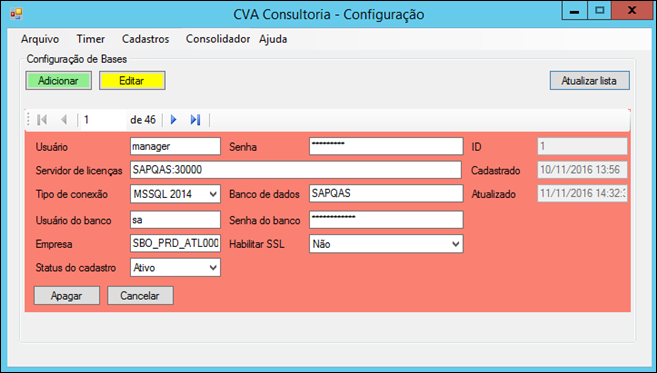 CVA Consultoria - Configuração
Arquivo Timer Cadastros Consolidador Ajuda
Configuração de Bases
Adicionar Editar Atualizar lista
1 de 46
Usuário manager Senha ********* ID 1
Servidor de licenças SAPQAS:30000 Cadastrado 10/11/2016 13:56
Tipo de conexão MSSQL 2014 Banco de dados SAPQAS Atualizado 11/11/2016 14:32:
Usuário do banco sa Senha do banco ************
Empresa SBO_PRD_ATL000 Habilitar SSL Não
Status do cadastro Ativo
Apagar Cancelar